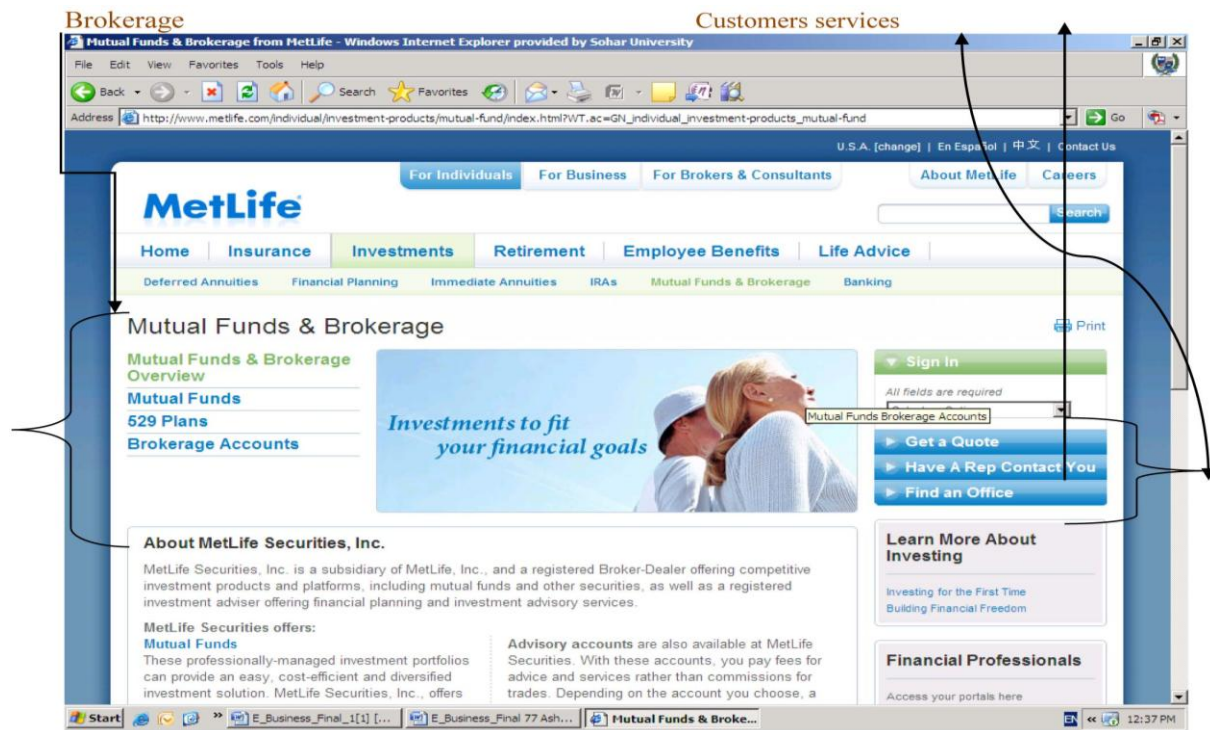 Brokerage
Customers services
Mutual Funds & Brokerage from MetLife - Windows Internet Explorer provided by Sohar University
File Edit View Favorites Tools Help
Back Search Favorites
Address http://www.metlife.com/individual/investment-products/mutual-fund/index.html?WT.ac=GN_individual_investment-products_mutual-fund Go
U.S.A. [change] | En Español | 中文 | Contact Us
For Individuals For Business For Brokers & Consultants About MetLife Careers
MetLife
Search
Home Insurance Investments Retirement Employee Benefits Life Advice
Deferred Annuities Financial Planning Immediate Annuities IRAs Mutual Funds & Brokerage Banking
Mutual Funds & Brokerage
Print
Mutual Funds & Brokerage
Overview
Mutual Funds
529 Plans
Brokerage Accounts
Investments to fit
your financial goals
Sign In
All fields are required
Mutual Funds Brokerage Accounts
Get a Quote
Have A Rep Contact You
Find an Office
About MetLife Securities, Inc.
MetLife Securities, Inc. is a subsidiary of MetLife, Inc., and a registered Broker-Dealer offering competitive
investment products and platforms, including mutual funds and other securities, as well as a registered
investment adviser offering financial planning and investment advisory services.
MetLife Securities offers:
Mutual Funds
These professionally-managed investment portfolios
can provide an easy, cost-efficient and diversified
investment solution. MetLife Securities, Inc., offers
Advisory accounts are also available at MetLife
Securities. With these accounts, you pay fees for
advice and services rather than commissions for
trades. Depending on the account you choose, a
Learn More About
Investing
Investing for the First Time
Building Financial Freedom
Financial Professionals
Access your portals here
Start E_Business_Final_1[1] [... E_Business_Final 77 Ash... Mutual Funds & Broke... EN 12:37 PM